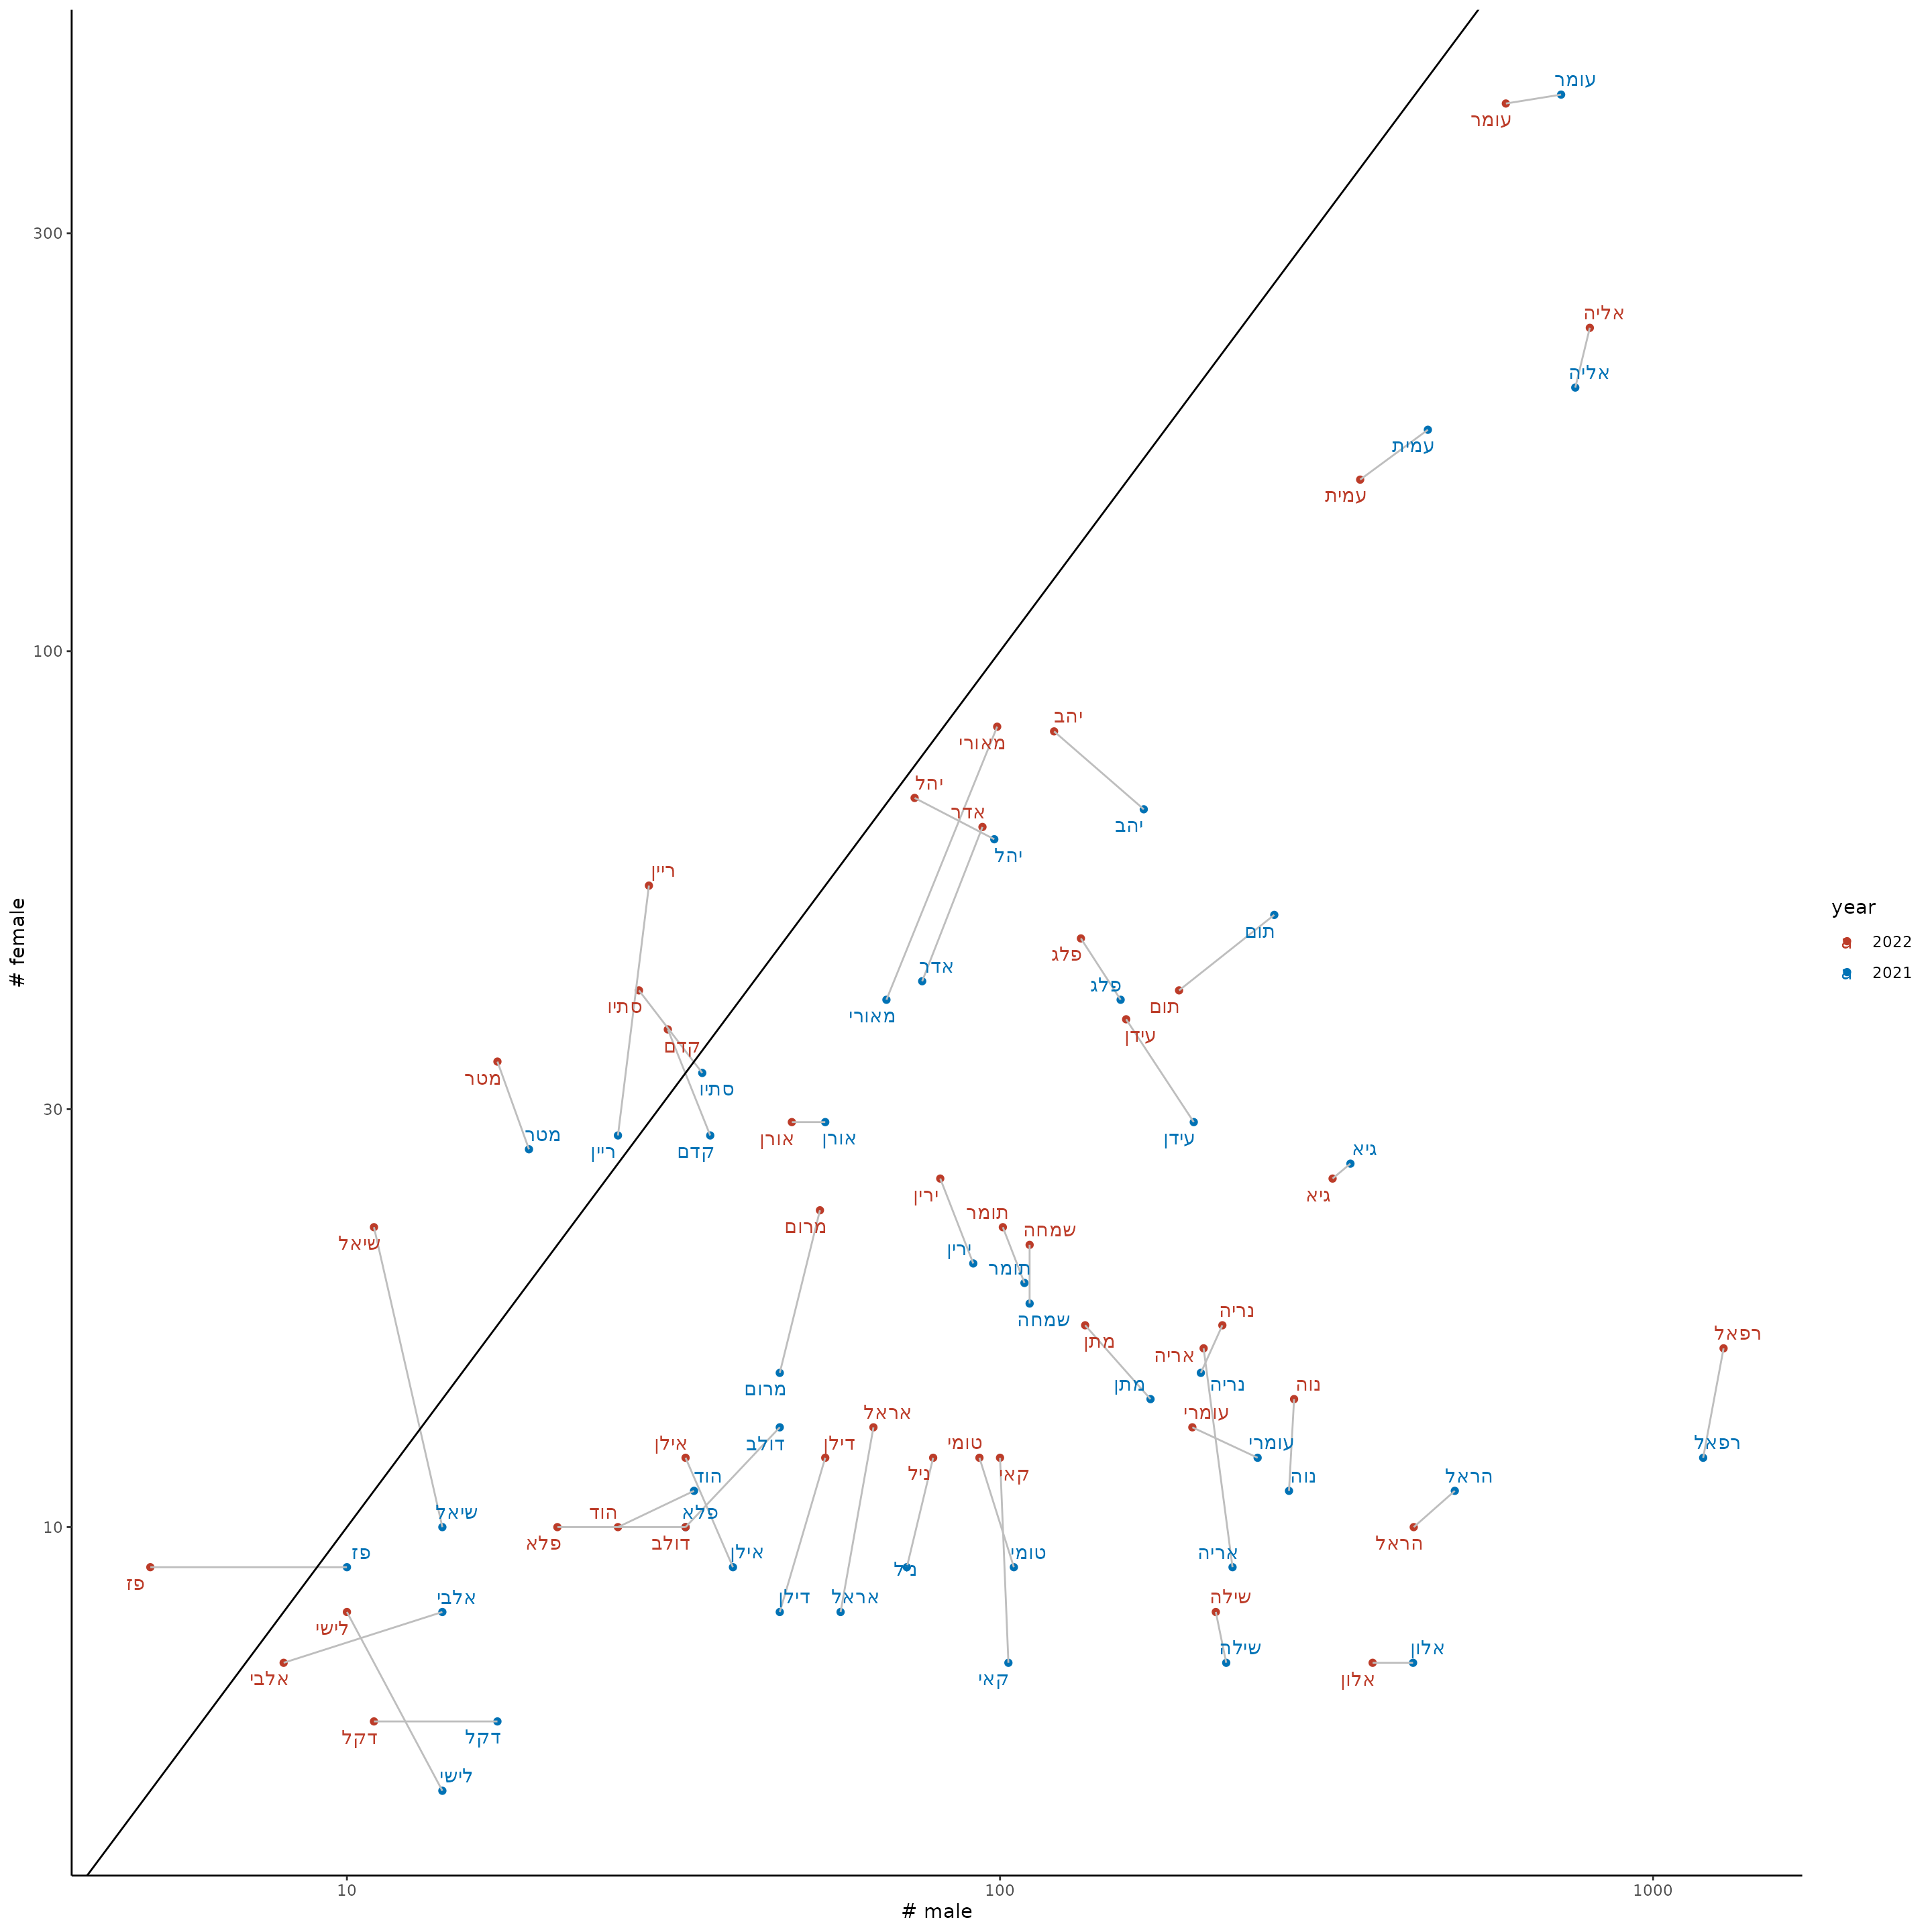 עומר
עומר
300
אליה
אליה
עמית
עמית
100
יהב
מאורי
יהל
אדר
יהב
יהל
ריין
# female
year
2022
2021
תום
פלג
אדר
פלג
סתיו
תום
מאורי
עידן
קדם
מטר
סתיו
30
מטר
אורן
אורן
עידן
ריין
קדם
גיא
ירין
גיא
תומר
מרום
שמחה
שיאל
ירין
תומר
נריה
שמחה
מתן
רפאל
אריה
נריה
מתן
נוה
מרום
אראל
עומרי
אילן
דולב
דילן
טומי
עומרי
רפאל
ניל
קאי
הוד
נוה
הראל
שיאל
הוד
פלא
10
פלא
דולב
הראל
פז
אילן
טומי
אריה
פז
ניל
אלבי
דילן
אראל
שילה
לישי
שילה
אלון
אלבי
קאי
אלון
דקל
דקל
לישי
10
100
1000
# male